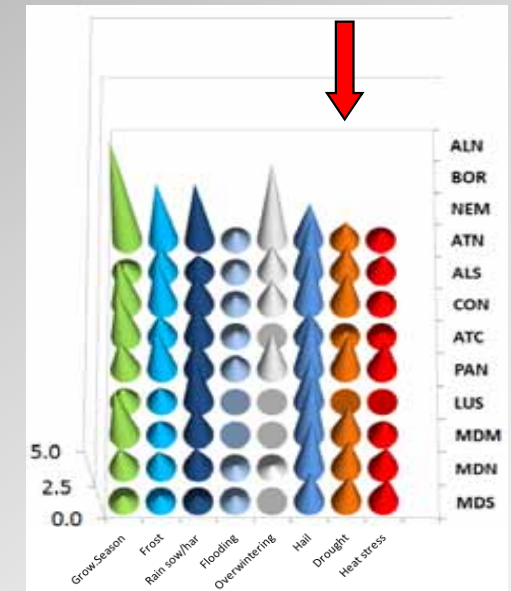 ALN
BOR
NEM
ATN
ALS
CON
ATC
PAN
LUS
MDM
MDN
MDS
5.0
2.5
0.0
Grow.Season
Frost
Rain sow/har
Flooding
Overwintering
Hail
Drought
Heat stress